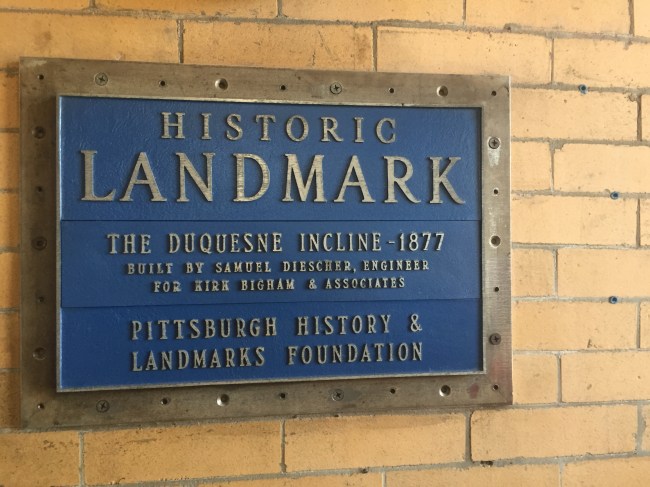 HISTORIC
LANDMARK
THE DUQUESNE INCLINE - 1877
BUILT BY SAMUEL DIESCHER, ENGINEER
FOR KIRK BIGHAM & ASSOCIATES
PITTSBURGH HISTORY &
LANDMARKS FOUNDATION